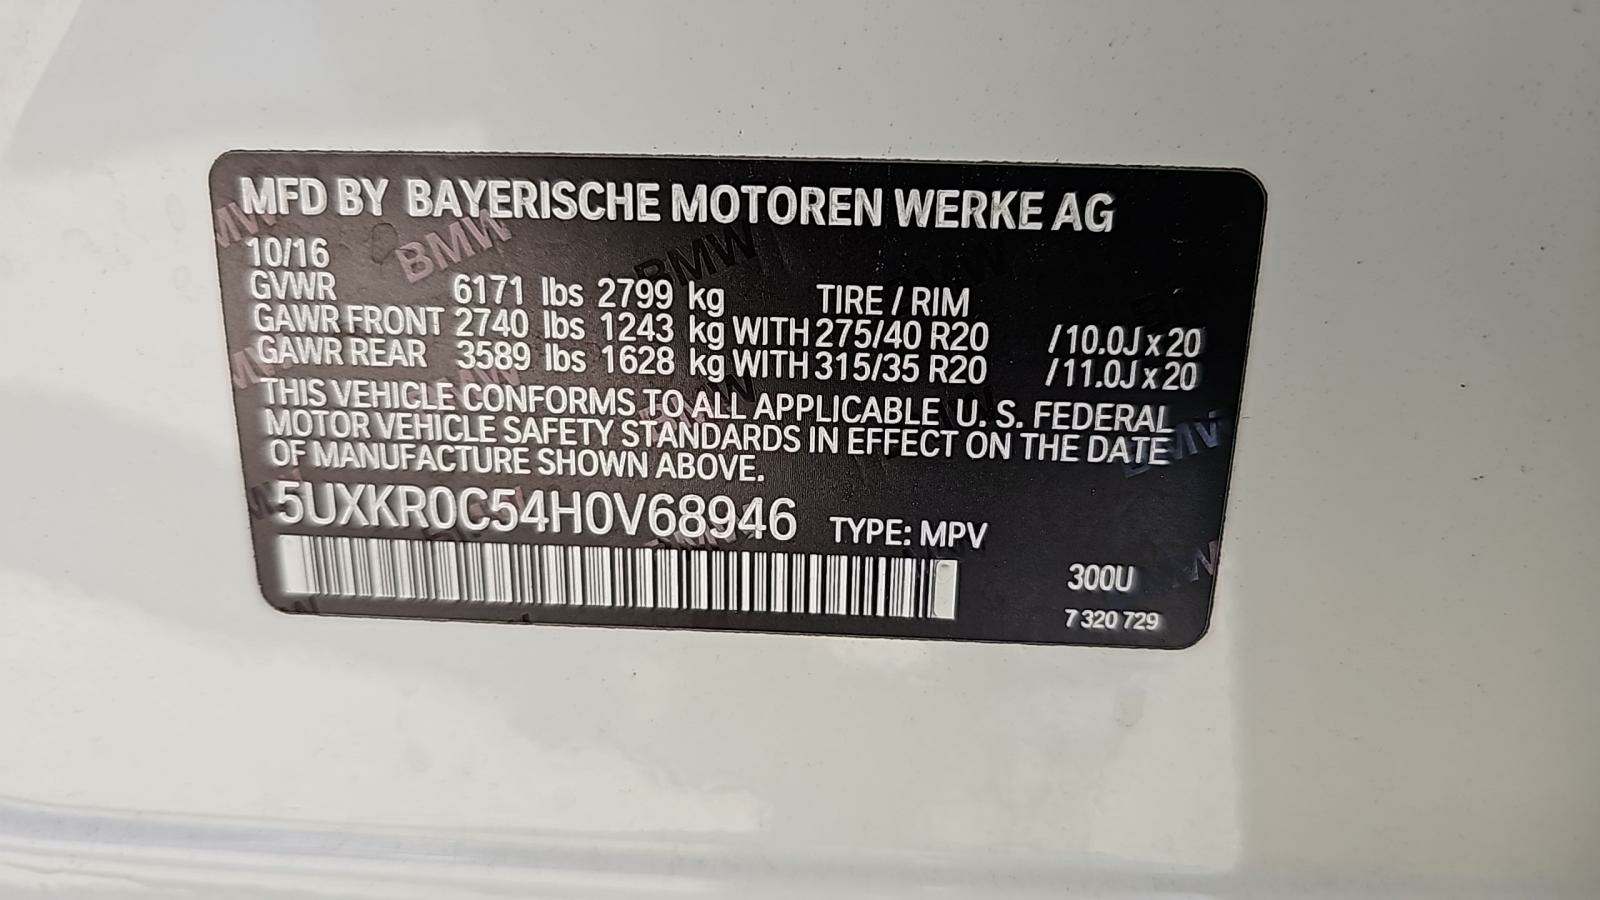 MFD BY BAYERISCHE MOTOREN WERKE AG
10/16
GVWR 6171 lbs 2799 kg TIRE / RIM
GAWR FRONT 2740 lbs 1243 kg WITH 275/40 R20 /10.0J x 20
GAWR REAR 3589 lbs 1628 kg WITH 315/35 R20 /11.0J x 20
THIS VEHICLE CONFORMS TO ALL APPLICABLE U. S. FEDERAL
MOTOR VEHICLE SAFETY STANDARDS IN EFFECT ON THE DATE
OF MANUFACTURE SHOWN ABOVE.
5UXKR0C54H0V68946 TYPE: MPV
300U
7 320 729
BMW
BMW
BMW